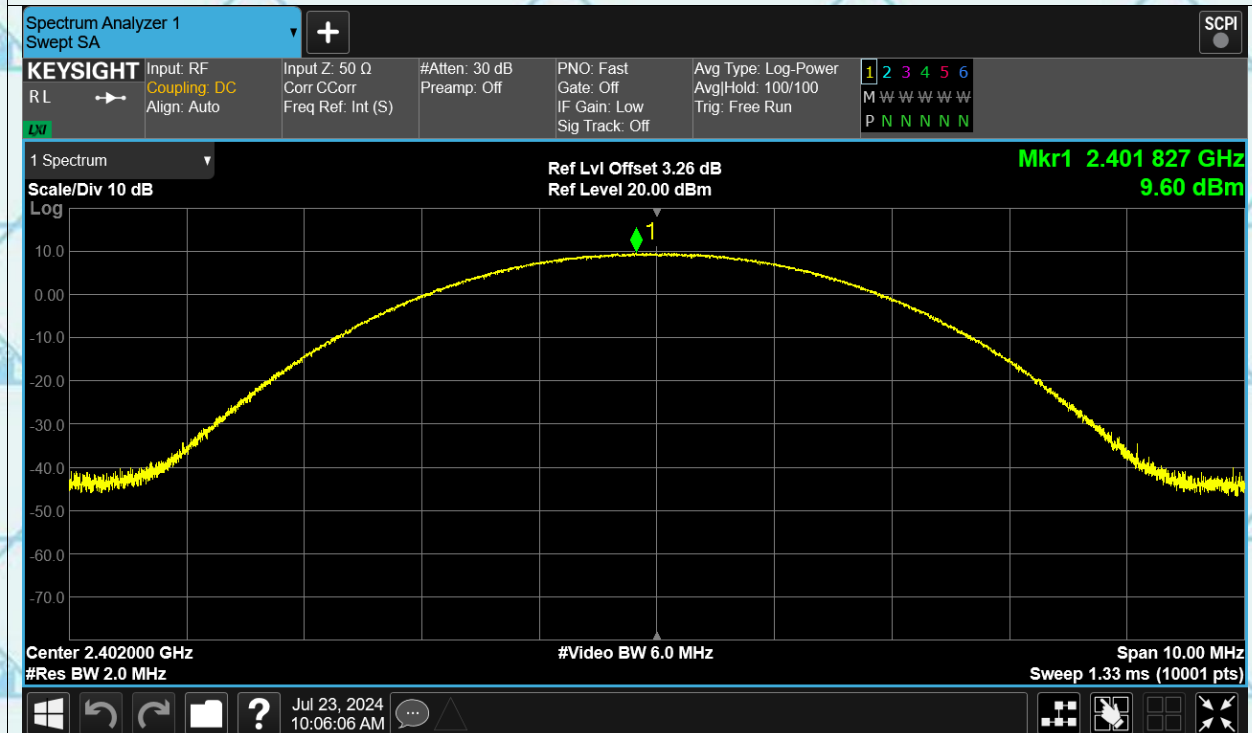 Spectrum Analyzer 1
Swept SA
+
SCPI
KEYSIGHT
RL
LXI
Input: RF
Coupling: DC
Align: Auto
Input Z: 50 Ω
Corr CCorr
Freq Ref: Int (S)
#Atten: 30 dB
Preamp: Off
PNO: Fast
Gate: Off
IF Gain: Low
Sig Track: Off
Avg Type: Log-Power
Avg|Hold: 100/100
Trig: Free Run
1 2 3 4 5 6
M W W W W W
P N N N N N
1 Spectrum
Scale/Div 10 dB
Log
Ref Lvl Offset 3.26 dB
Ref Level 20.00 dBm
Mkr1 2.401 827 GHz
9.60 dBm
1
10.0
0.00
-10.0
-20.0
-30.0
-40.0
-50.0
-60.0
-70.0
Center 2.402000 GHz
#Res BW 2.0 MHz
#Video BW 6.0 MHz
Span 10.00 MHz
Sweep 1.33 ms (10001 pts)
?
Jul 23, 2024
10:06:06 AM